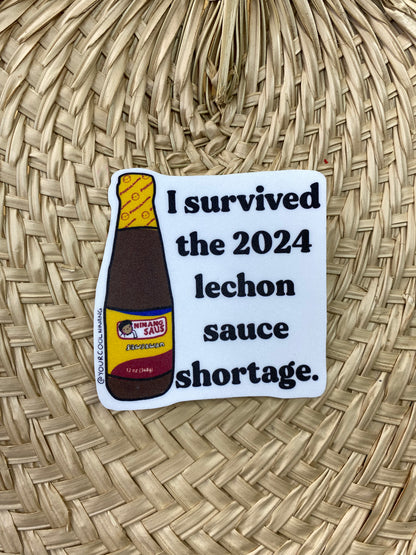 I survived
the 2024
lechon
sauce
shortage.
NINANG
SAUS
12 oz (340g)
@YOURCOOLNINANG